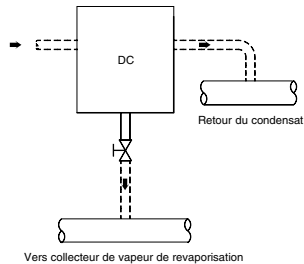 DC
Retour du condensat
Vers collecteur de vapeur de revaporisation